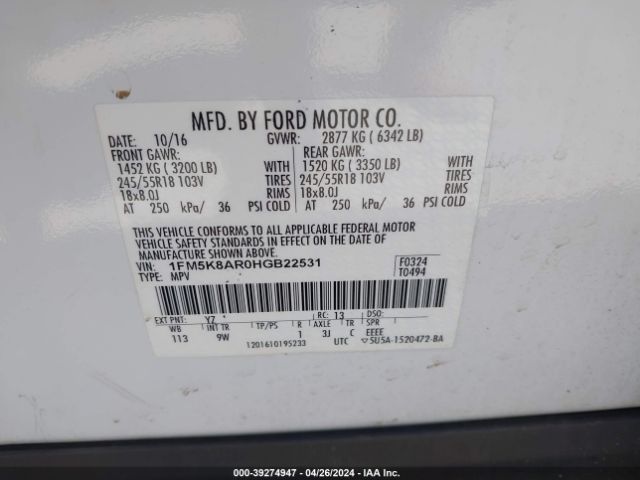 MFD. BY FORD MOTOR CO.
DATE: 10/16 GVWR: 2877 KG ( 6342 LB)
FRONT GAWR: REAR GAWR:
1452 KG ( 3200 LB) WITH 1520 KG ( 3350 LB) WITH
245/55R18 103V TIRES 245/55R18 103V TIRES
18x8.0J RIMS 18x8.0J RIMS
AT 250 kPa/ 36 PSI COLD AT 250 kPa/ 36 PSI COLD
THIS VEHICLE CONFORMS TO ALL APPLICABLE FEDERAL MOTOR
VEHICLE SAFETY STANDARDS IN EFFECT ON THE DATE OF
MANUFACTURE SHOWN ABOVE.
VIN: 1FM5K8AR0HGB22531 F0324
TYPE: MPV T0494
EXT PNT: YZ RC: 13 DSO:
WB INT TR TP/PS R AXLE TR SPR
113 9W 1 3J C EEEE
1201610195233 UTC ▽5U5A-1520472-BA
000-39274947 - 04/26/2024 - IAA Inc.